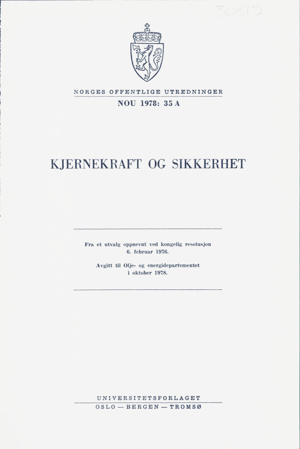 NORGES OFFENTLIGE UTREDNINGER
NOU 1978: 35 A
KJERNEKRAFT OG SIKKERHET
Fra et utvalg oppnevnt ved kongelig resolusjon
6. februar 1976.
Avgitt til Olje- og energidepartementet
i oktober 1978.
UNIVERSITETSFORLAGET
OSLO — BERGEN — TROMSØ